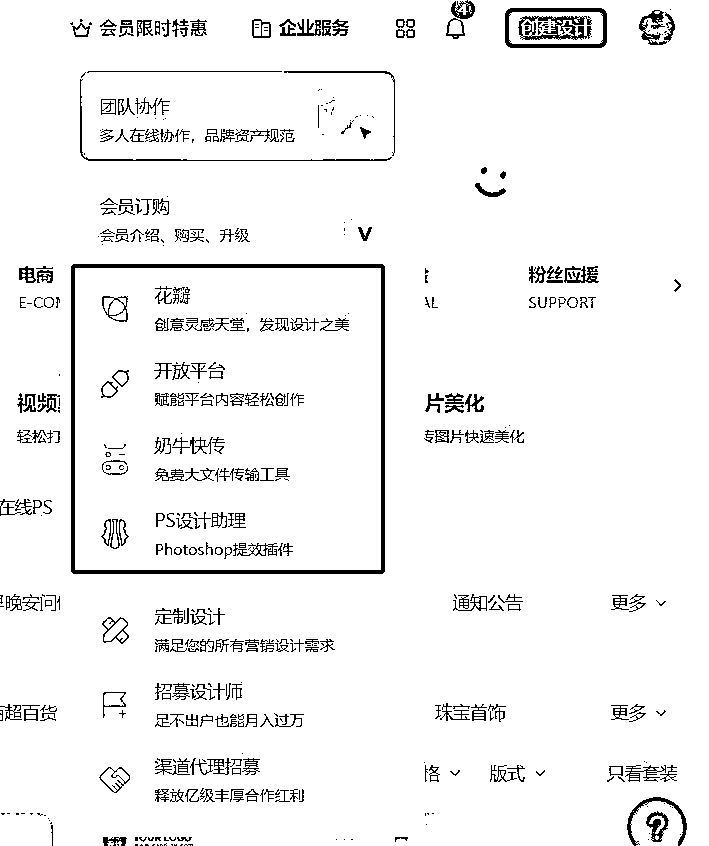 会员限时特惠
企业服务
创建设计
团队协作
多人在线协作，品牌资产规范
会员订购
会员介绍、购买、升级
电商
粉丝应援
SUPPORT
花瓣
创意灵感天堂，发现设计之美
开放平台
赋能平台内容轻松创作
片美化
图片快速美化
奶牛快传
免费大文件传输工具
在线PS
PS设计助理
Photoshop提效插件
晚安问
通知公告
更多
定制设计
满足您的所有营销设计需求
招募设计师
足不出户也能月入过万
超百货
珠宝首饰
更多
渠道代理招募
释放亿级丰厚合作红利
格
版式
只看套装